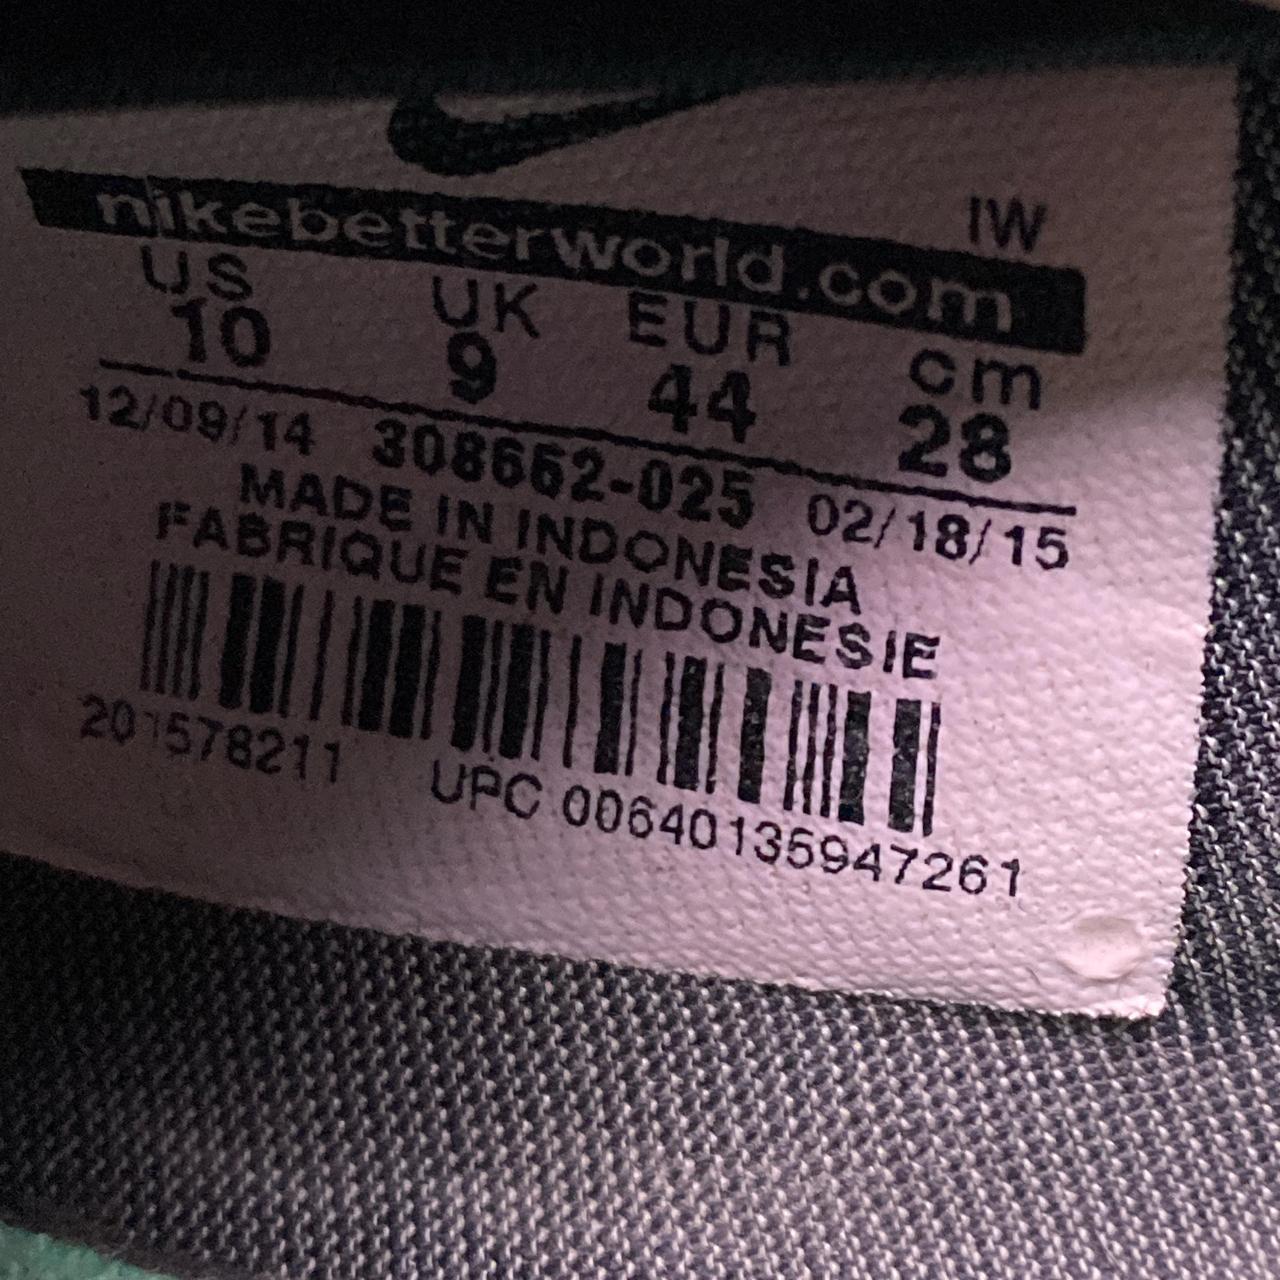 IW
nikebetterworld.com
US UK EUR cm
10 9 44 28
12/09/14 308662-025 02/18/15
MADE IN INDONESIA
FABRIQUE EN INDONESIE
201578211 UPC 00640135947261